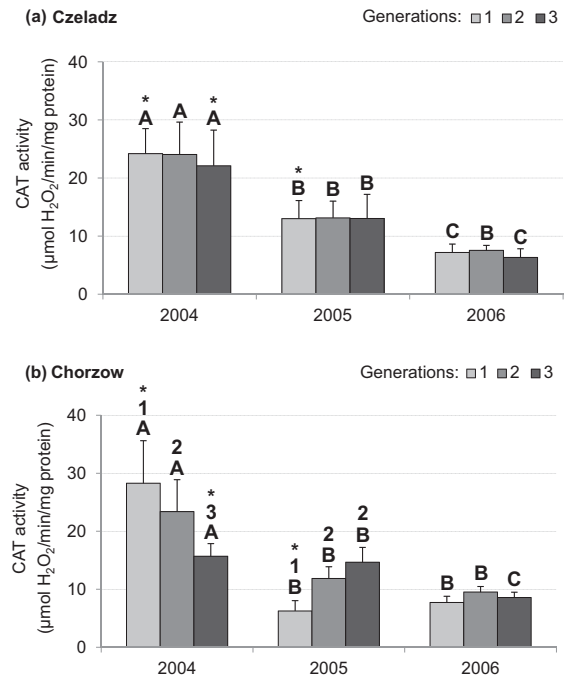 (a) Czeladz Generations: 1 2 3
CAT activity
(µmol H₂O₂/min/mg protein)
40
30
20
10
0
* A A * A
* B B B
C B C
2004 2005 2006
(b) Chorzow Generations: 1 2 3
CAT activity
(µmol H₂O₂/min/mg protein)
40
30
20
10
0
* 1 A 2 A * 3 A
* 1 B 2 B 2 B
B B C
2004 2005 2006